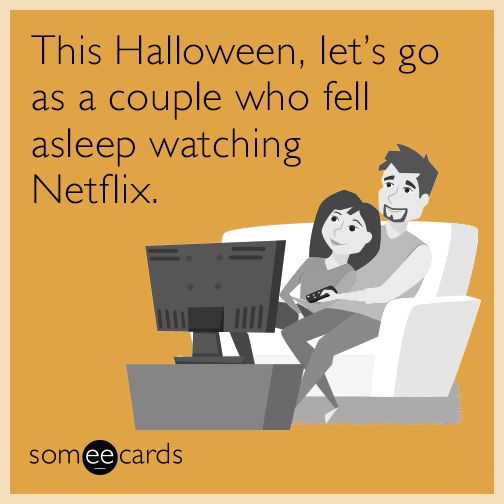 This Halloween, let's go
as a couple who fell
asleep watching
Netflix.
someecards